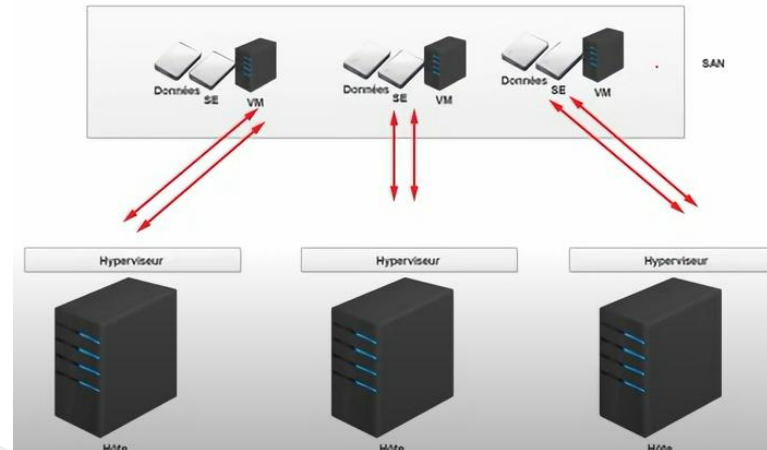 SAN
Données
SE
VM
Données
SE
VM
Données
SE
VM
Hyperviseur
Hyperviseur
Hyperviseur
Hôte
Hôte
Hôte